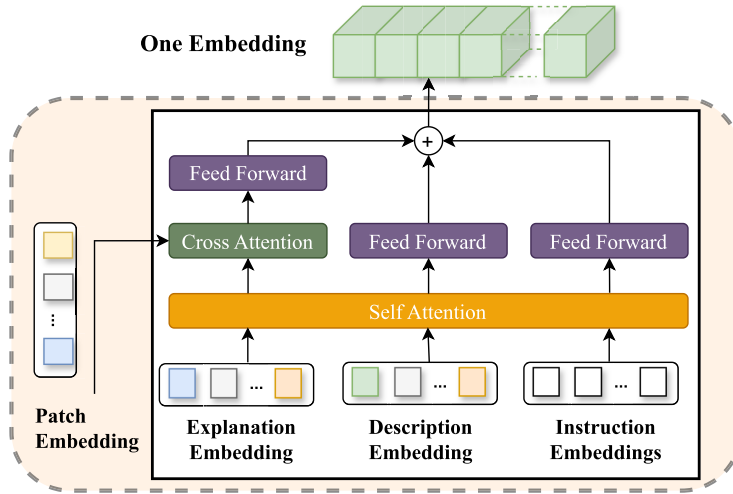 One Embedding
+
Feed Forward
Cross Attention
Feed Forward
Feed Forward
Self Attention
...
...
...
...
Patch
Embedding
Explanation
Embedding
Description
Embedding
Instruction
Embeddings